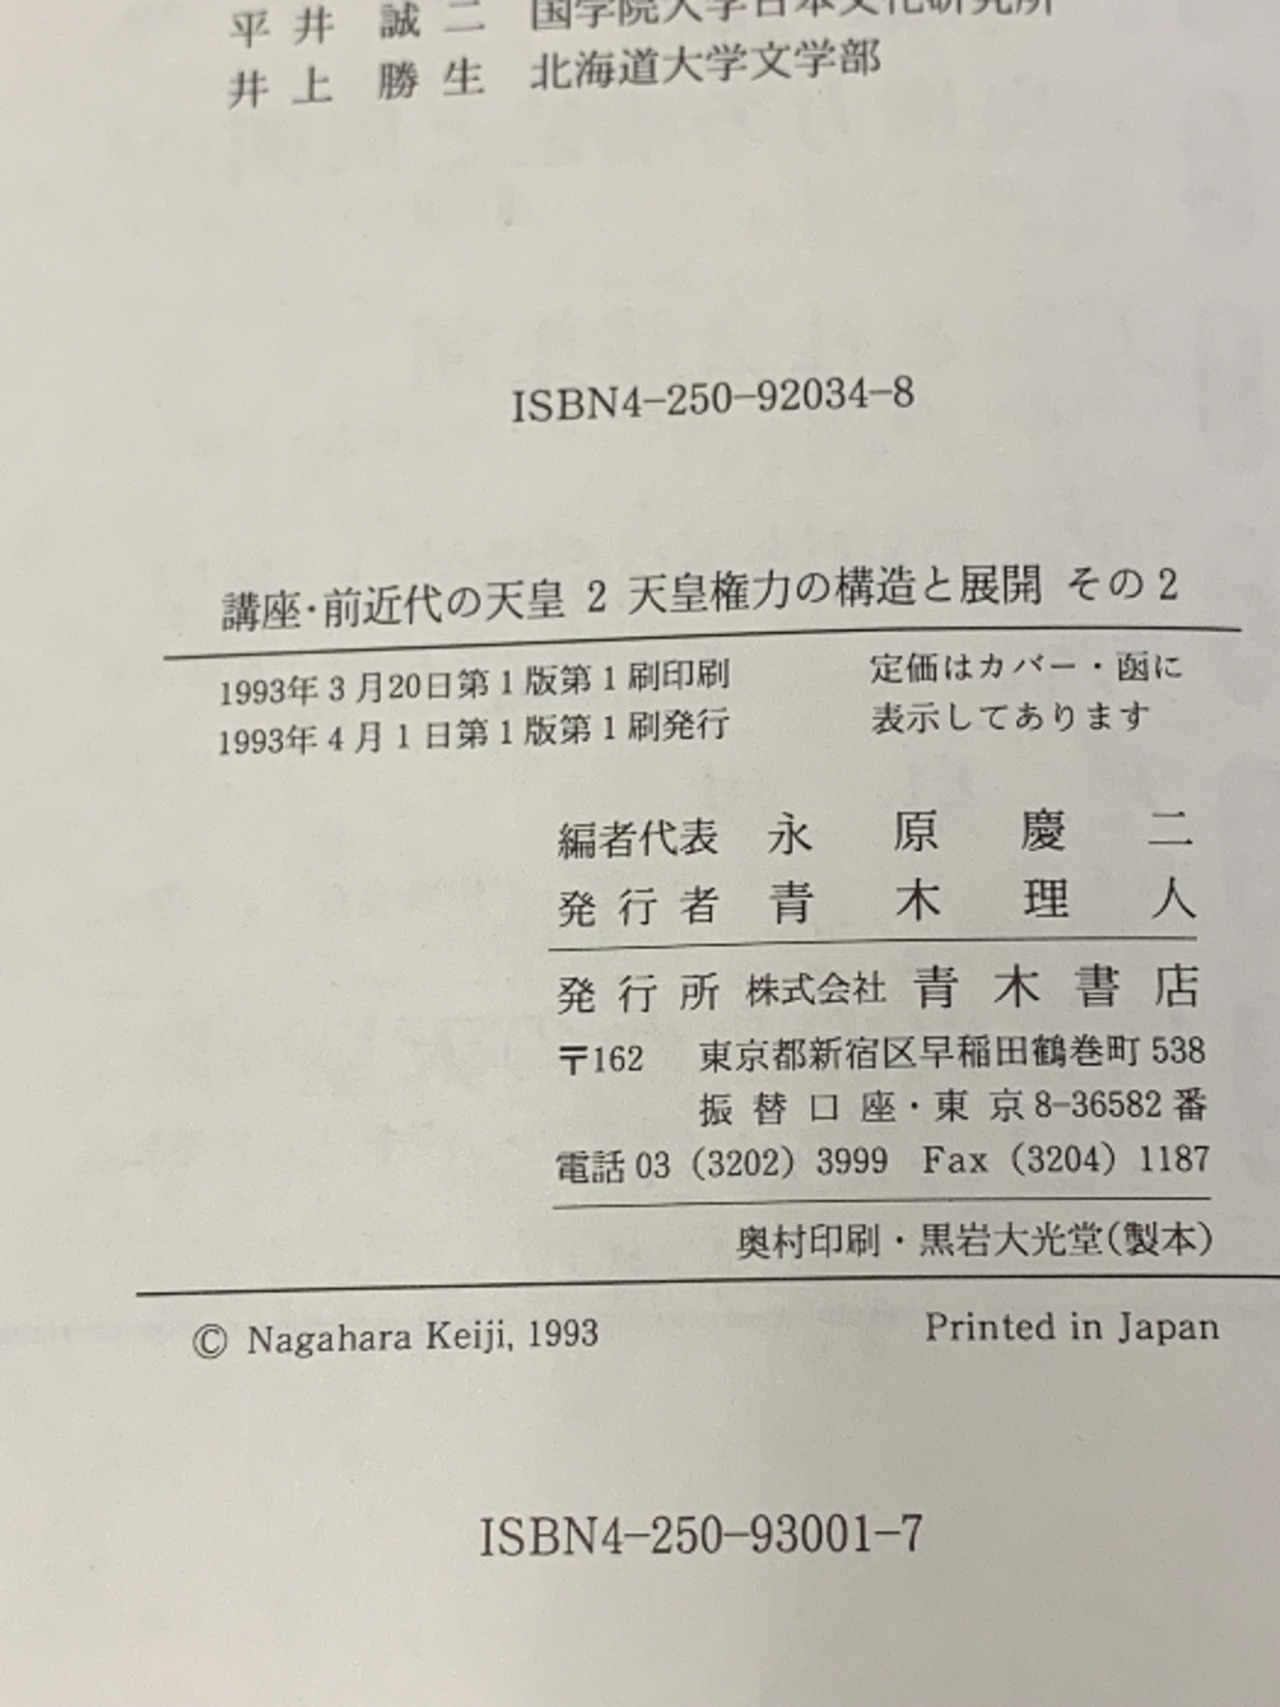 平井 誠二 国学院大学日本文化研究所
井上 勝生 北海道大学文学部
ISBN4-250-92034-8
講座・前近代の天皇 2 天皇権力の構造と展開 その2
1993年3月20日第1版第1刷印刷 定価はカバー・函に
1993年4月1日第1版第1刷発行 表示してあります
編者代表 永原慶二
発行者 青木理人
発行所 株式会社 青木書店
〒162 東京都新宿区早稲田鶴巻町538
振替口座・東京8-36582番
電話03(3202)3999 Fax(3204)1187
奥村印刷・黒岩大光堂(製本)
© Nagahara Keiji, 1993 Printed in Japan
ISBN4-250-93001-7